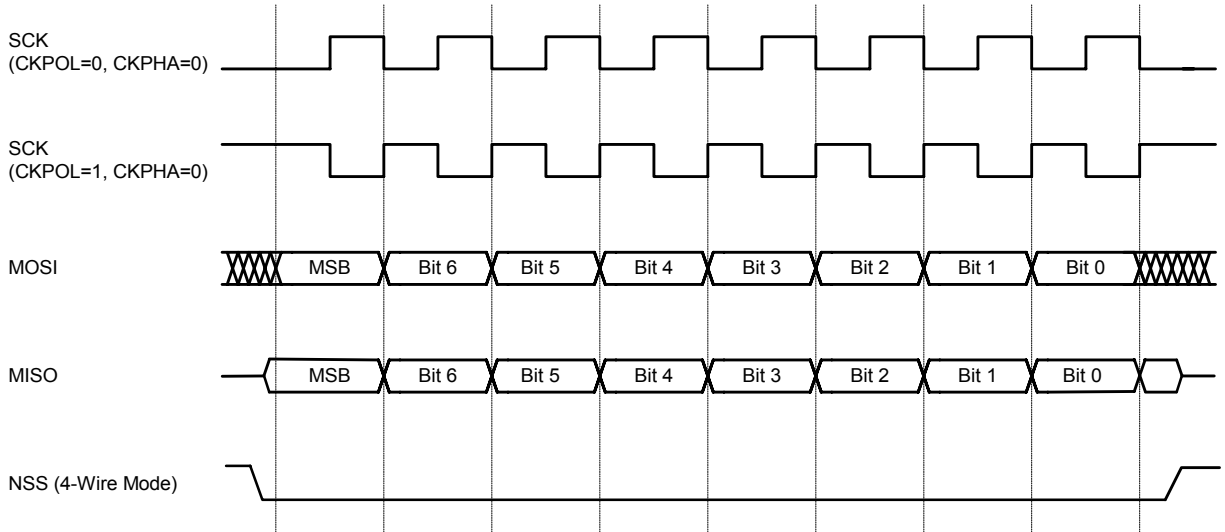 SCK
(CKPOL=0, CKPHA=0)
SCK
(CKPOL=1, CKPHA=0)
MOSI
MSB Bit 6 Bit 5 Bit 4 Bit 3 Bit 2 Bit 1 Bit 0
MISO
MSB Bit 6 Bit 5 Bit 4 Bit 3 Bit 2 Bit 1 Bit 0
NSS (4-Wire Mode)